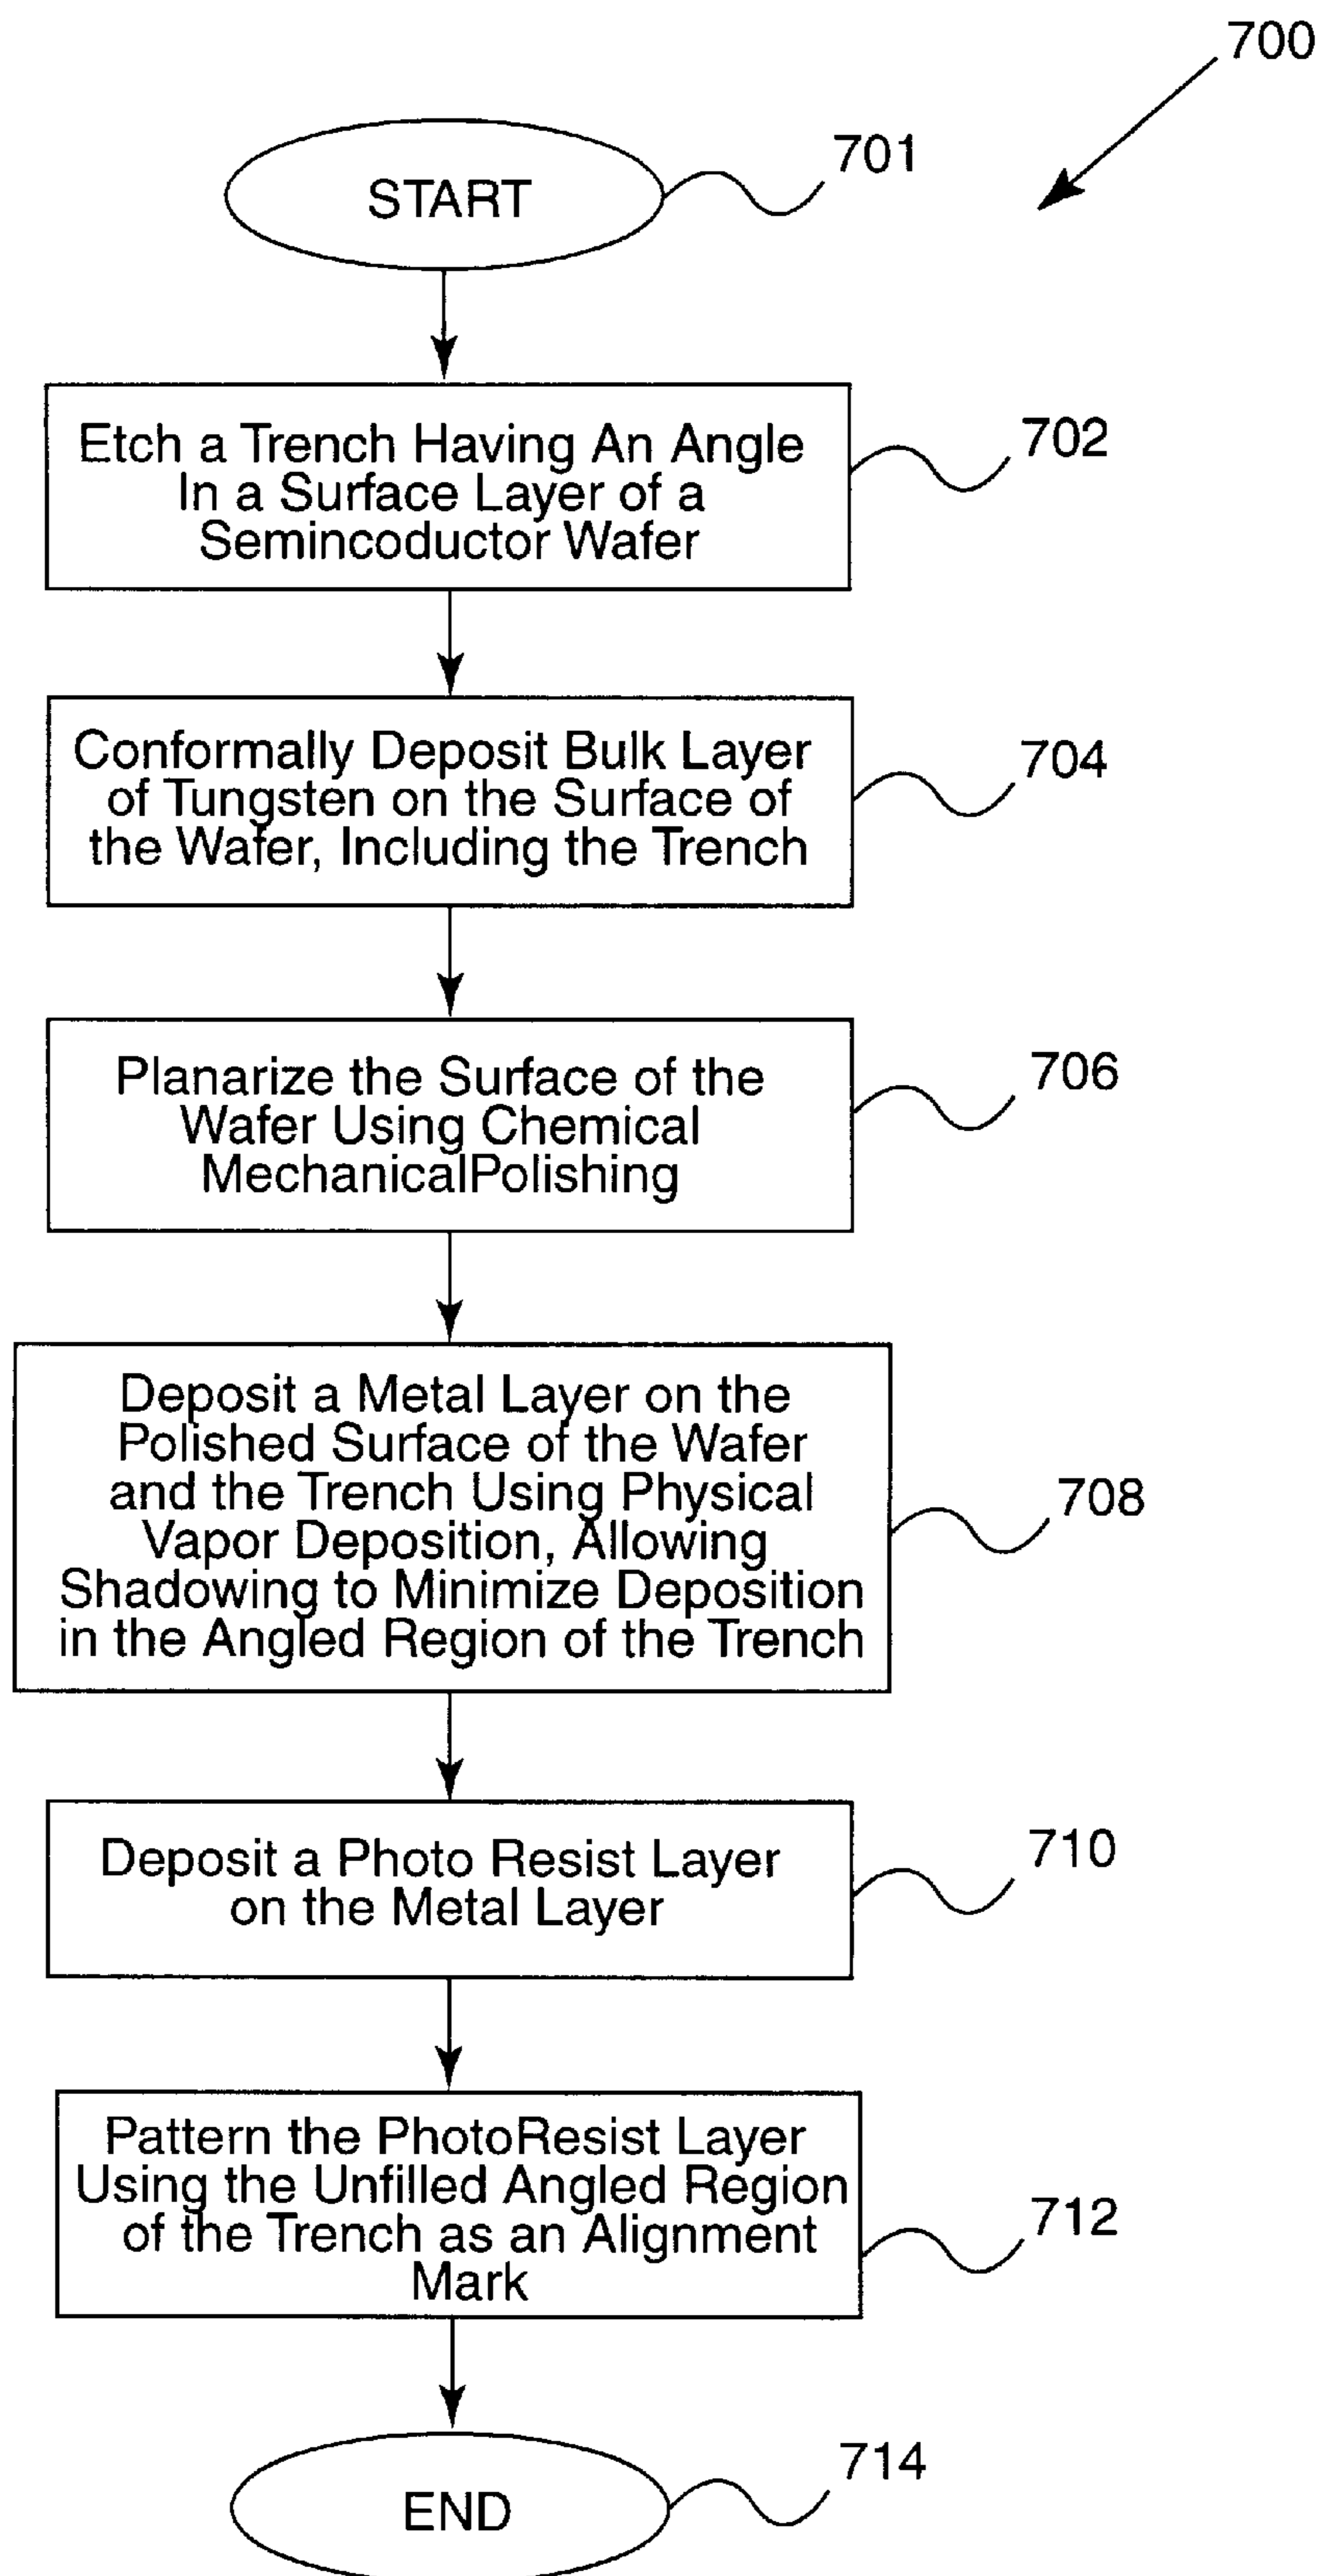 700
START
701
Etch a Trench Having An Angle
In a Surface Layer of a
Semincoductor Wafer
702
Conformally Deposit Bulk Layer
of Tungsten on the Surface of
the Wafer, Including the Trench
704
Planarize the Surface of the
Wafer Using Chemical
MechanicalPolishing
706
Deposit a Metal Layer on the
Polished Surface of the Wafer
and the Trench Using Physical
Vapor Deposition, Allowing
Shadowing to Minimize Deposition
in the Angled Region of the Trench
708
Deposit a Photo Resist Layer
on the Metal Layer
710
Pattern the PhotoResist Layer
Using the Unfilled Angled Region
of the Trench as an Alignment
Mark
712
END
714